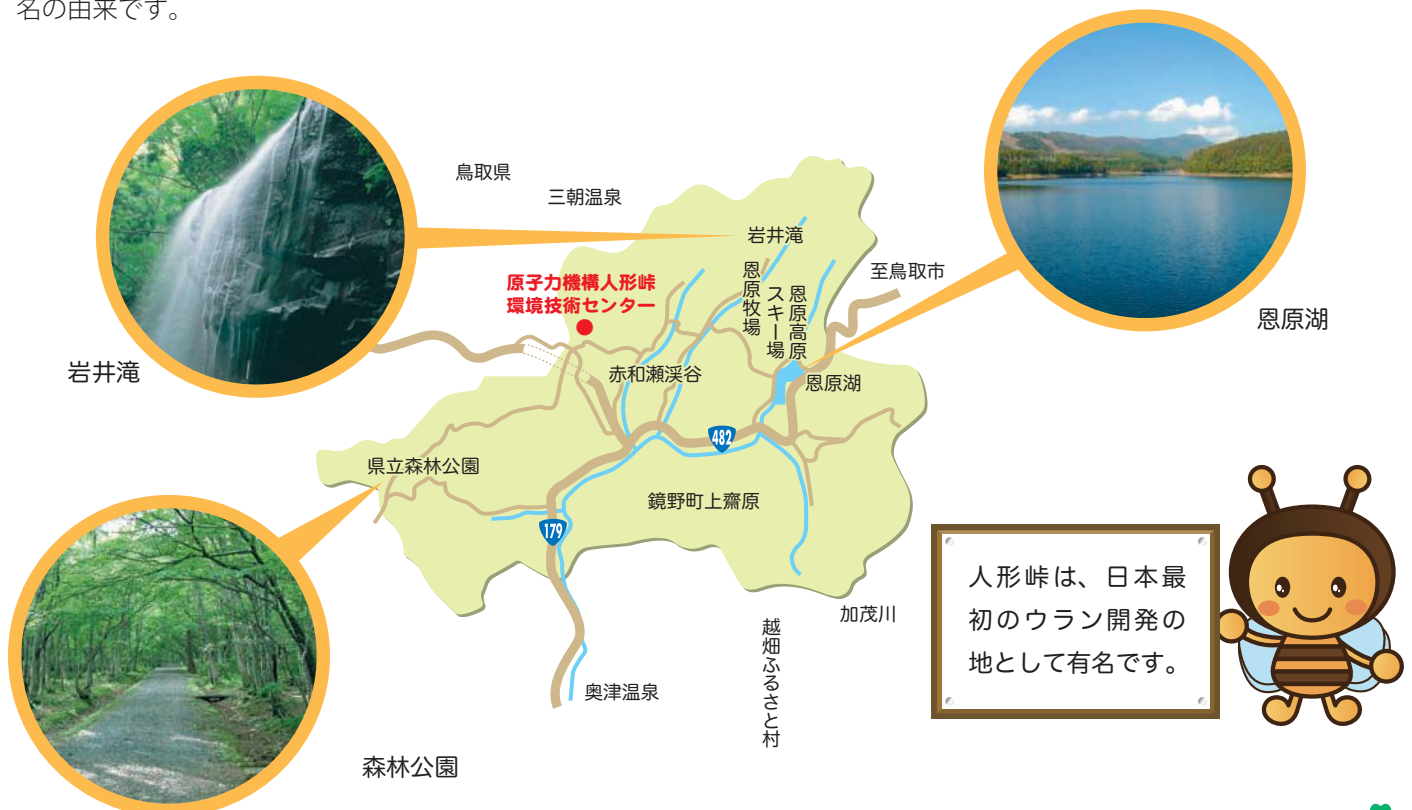 名の由来です。
鳥取県
三朝温泉
岩井滝
原子力機構人形峠
環境技術センター
恩原牧場
恩原高原
スキー場
至鳥取市
恩原湖
岩井滝
赤和瀬渓谷
恩原湖
482
県立森林公園
鏡野町上齋原
179
人形峠は、日本最
初のウラン開発の
地として有名です。
加茂川
越畑ふるさと村
奥津温泉
森林公園